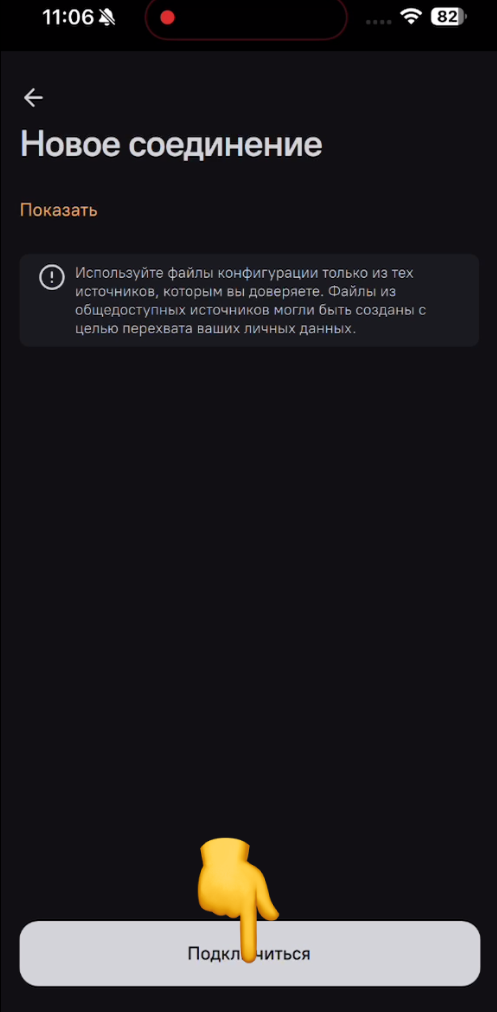 11:06
82
Новое соединение
Показать
Используйте файлы конфигурации только из тех
источников, которым вы доверяете. Файлы из
общедоступных источников могли быть созданы с
целью перехвата ваших личных данных.
Подключиться